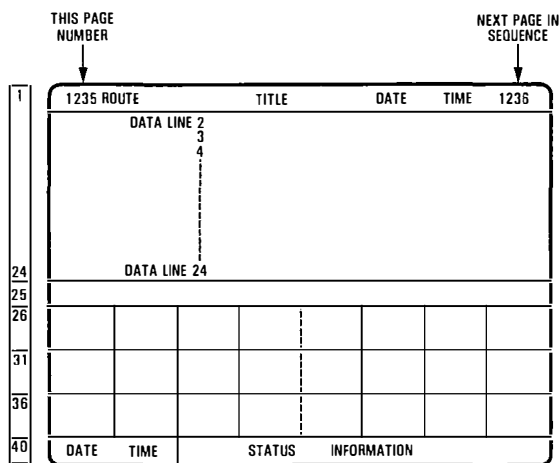 THIS PAGE
NUMBER
NEXT PAGE IN
SEQUENCE
1
1235 ROUTE TITLE DATE TIME 1236
DATA LINE 2
3
4
24
DATA LINE 24
25
26
31
36
40
DATE TIME STATUS INFORMATION